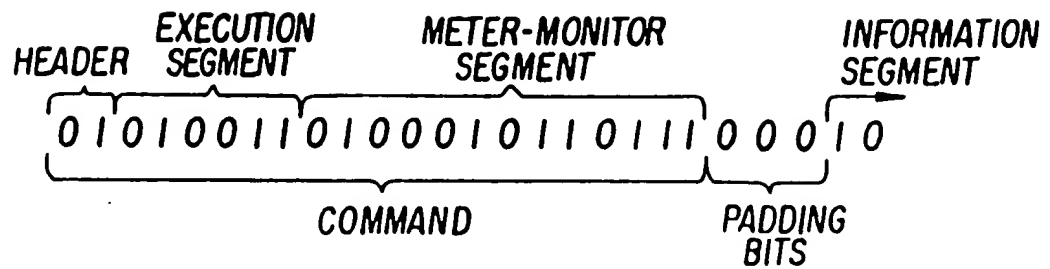 HEADER
EXECUTION
SEGMENT
METER-MONITOR
SEGMENT
INFORMATION
SEGMENT
0 1 0 1 0 0 1 1 0 1 0 0 0 1 0 1 1 0 1 1 1 0 0 0 1 0
COMMAND
PADDING
BITS